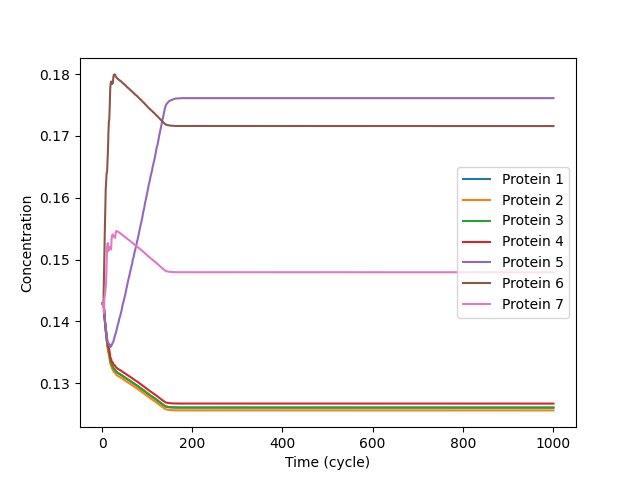 0.18
0.17
0.16
0.15
0.14
0.13
Concentration
0
200
400
600
800
1000
Time (cycle)
Protein 1
Protein 2
Protein 3
Protein 4
Protein 5
Protein 6
Protein 7